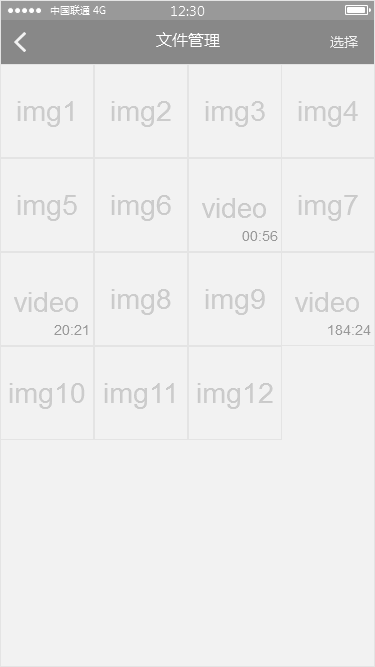 中国联通 4G 12:30
文件管理 选择
img1 img2 img3 img4
img5 img6 video img7
00:56
video img8 img9 video
20:21 184:24
img10 img11 img12